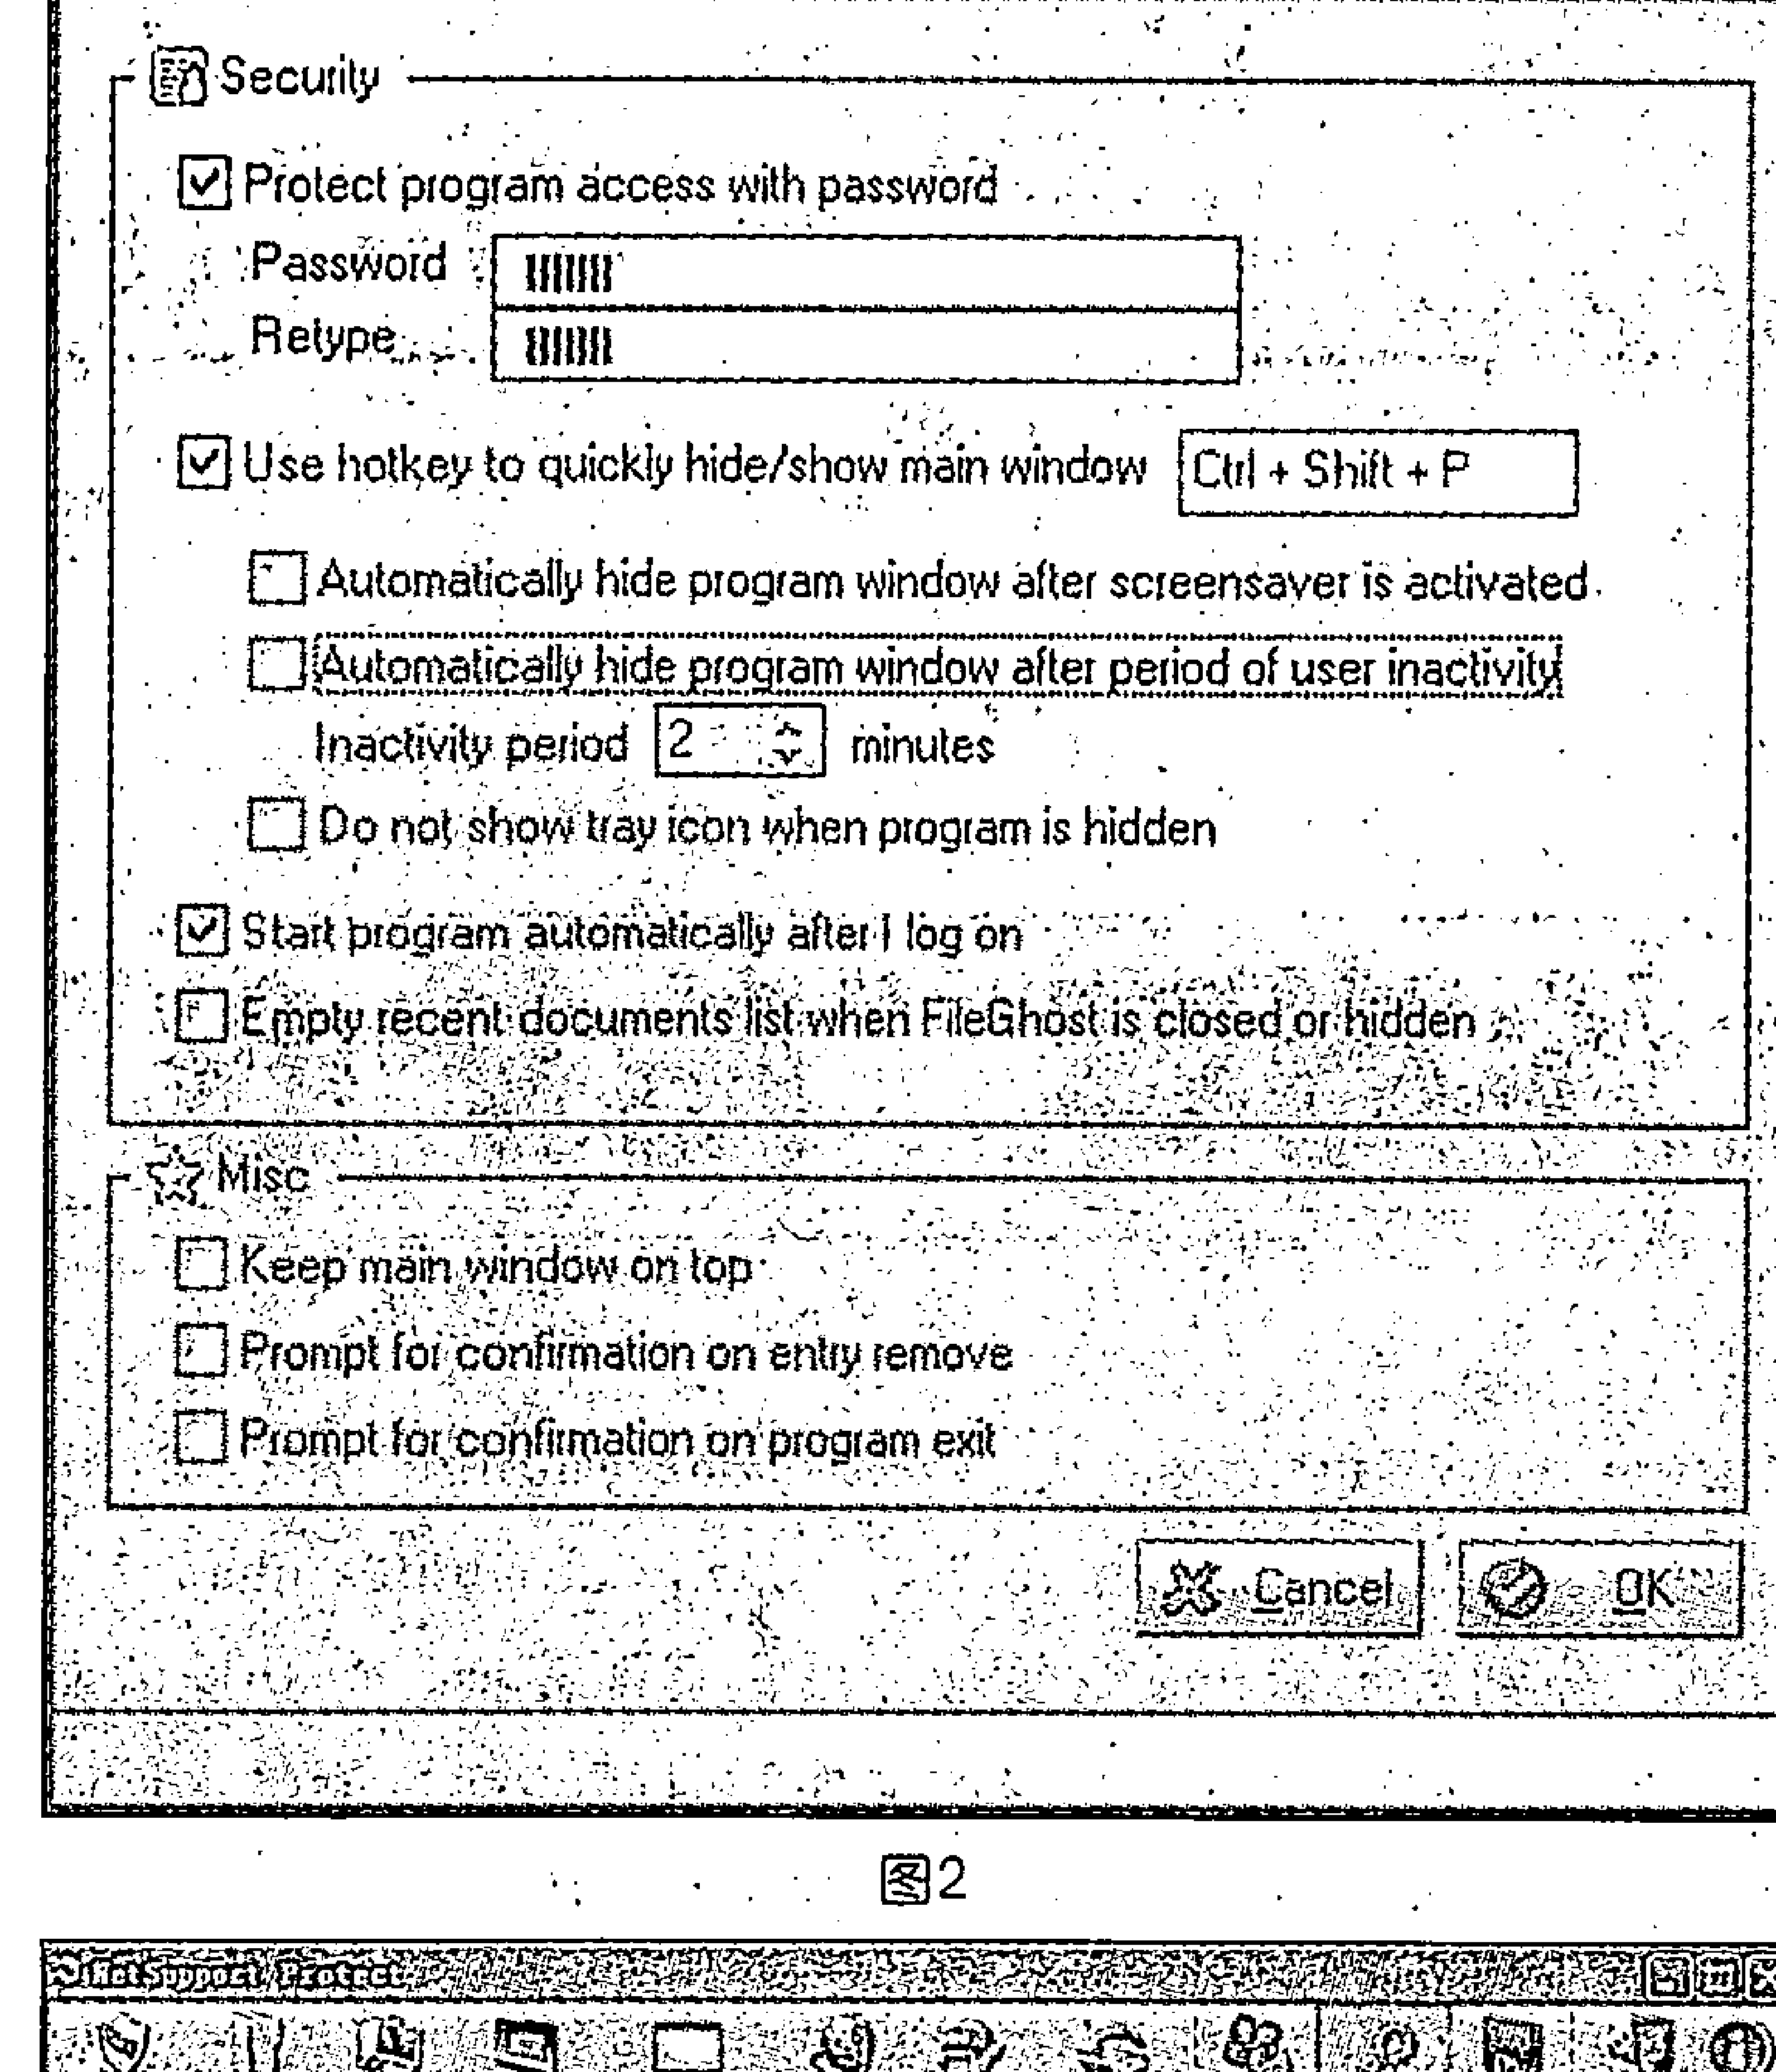 Security
Protect program access with password
Password
Retype
Use hotkey to quickly hide/show main window Ctrl + Shift + P
Automatically hide program window after screensaver is activated
Automatically hide program window after period of user inactivity
Inactivity period 2 minutes
Do not show tray icon when program is hidden
Start program automatically after I log on
Empty recent documents list when FileGhost is closed or hidden
Misc
Keep main window on top
Prompt for confirmation on entry remove
Prompt for confirmation on program exit
Cancel OK
图2
NetSupport Protect